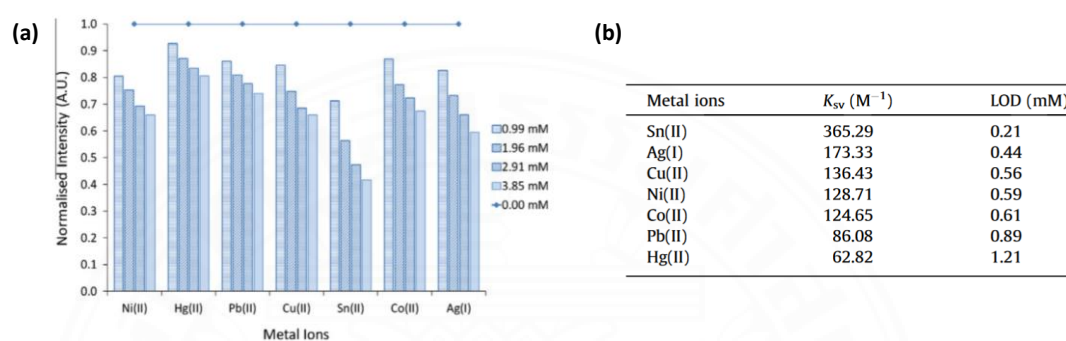 (a)
Normalised Intensity (A.U.)
1.0
0.9
0.8
0.7
0.6
0.5
0.4
0.3
0.2
0.1
0.0
Ni(II) Hg(II) Pb(II) Cu(II) Sn(II) Co(II) Ag(I)
Metal Ions
0.99 mM
1.96 mM
2.91 mM
3.85 mM
0.00 mM
(b)
Metal ions Ksv (M−1) LOD (mM)
Sn(II) 365.29 0.21
Ag(I) 173.33 0.44
Cu(II) 136.43 0.56
Ni(II) 128.71 0.59
Co(II) 124.65 0.61
Pb(II) 86.08 0.89
Hg(II) 62.82 1.21